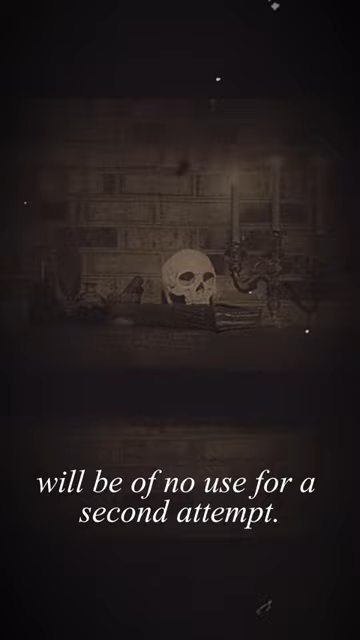 will be of no use for a
second attempt.